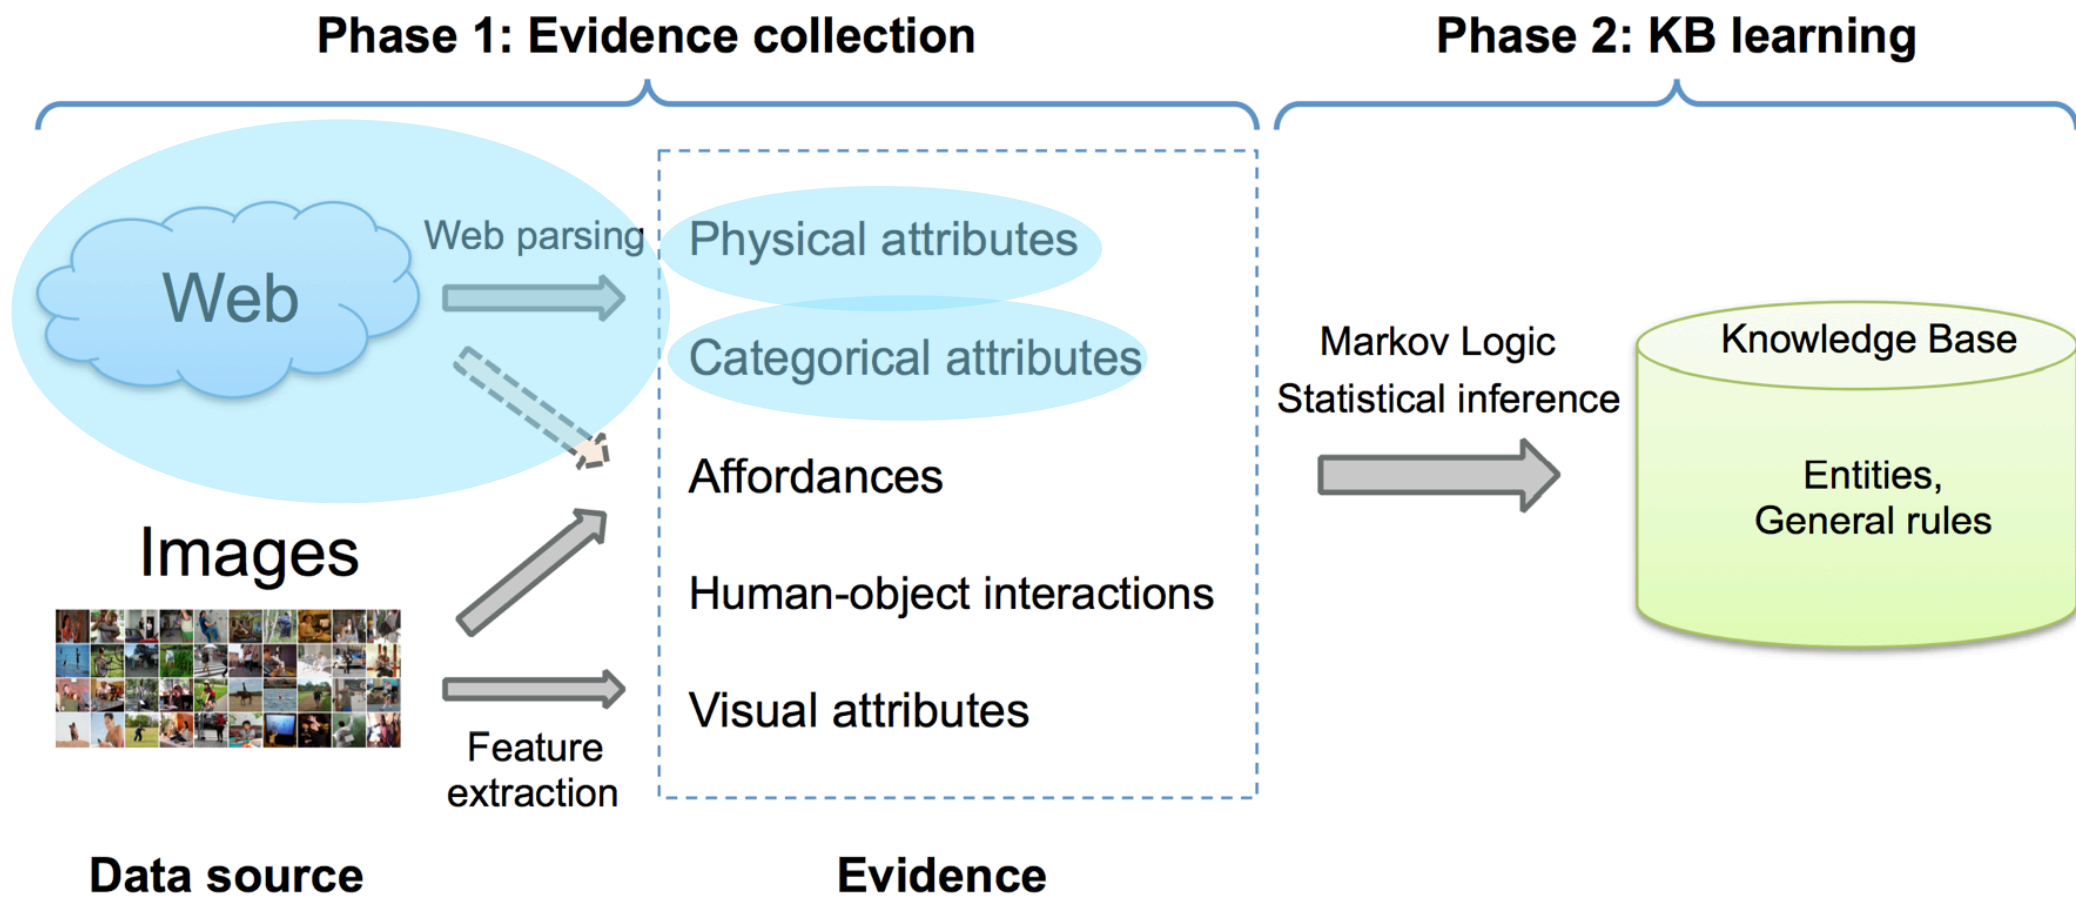 Phase 1: Evidence collection
Phase 2: KB learning
Web
Web parsing
Physical attributes
Categorical attributes
Affordances
Human-object interactions
Visual attributes
Images
Feature
extraction
Markov Logic
Statistical inference
Knowledge Base
Entities,
General rules
Data source
Evidence